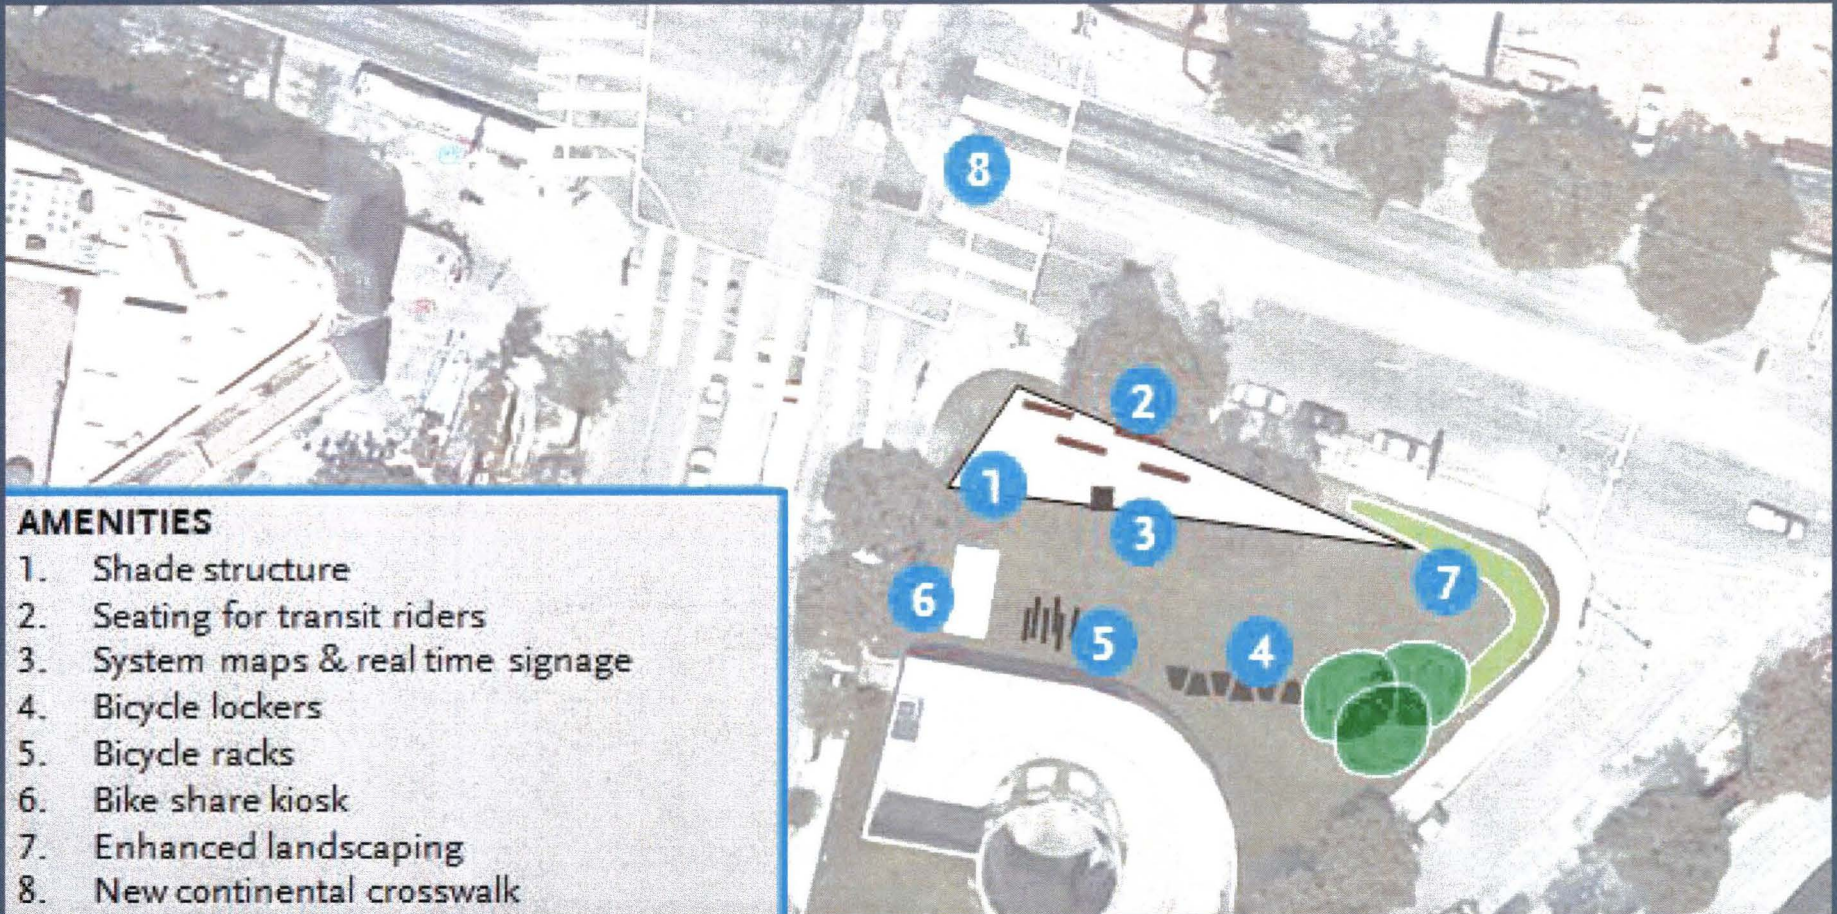 8
2
1
3
7
6
5
4
AMENITIES
1. Shade structure
2. Seating for transit riders
3. System maps & real time signage
4. Bicycle lockers
5. Bicycle racks
6. Bike share kiosk
7. Enhanced landscaping
8. New continental crosswalk